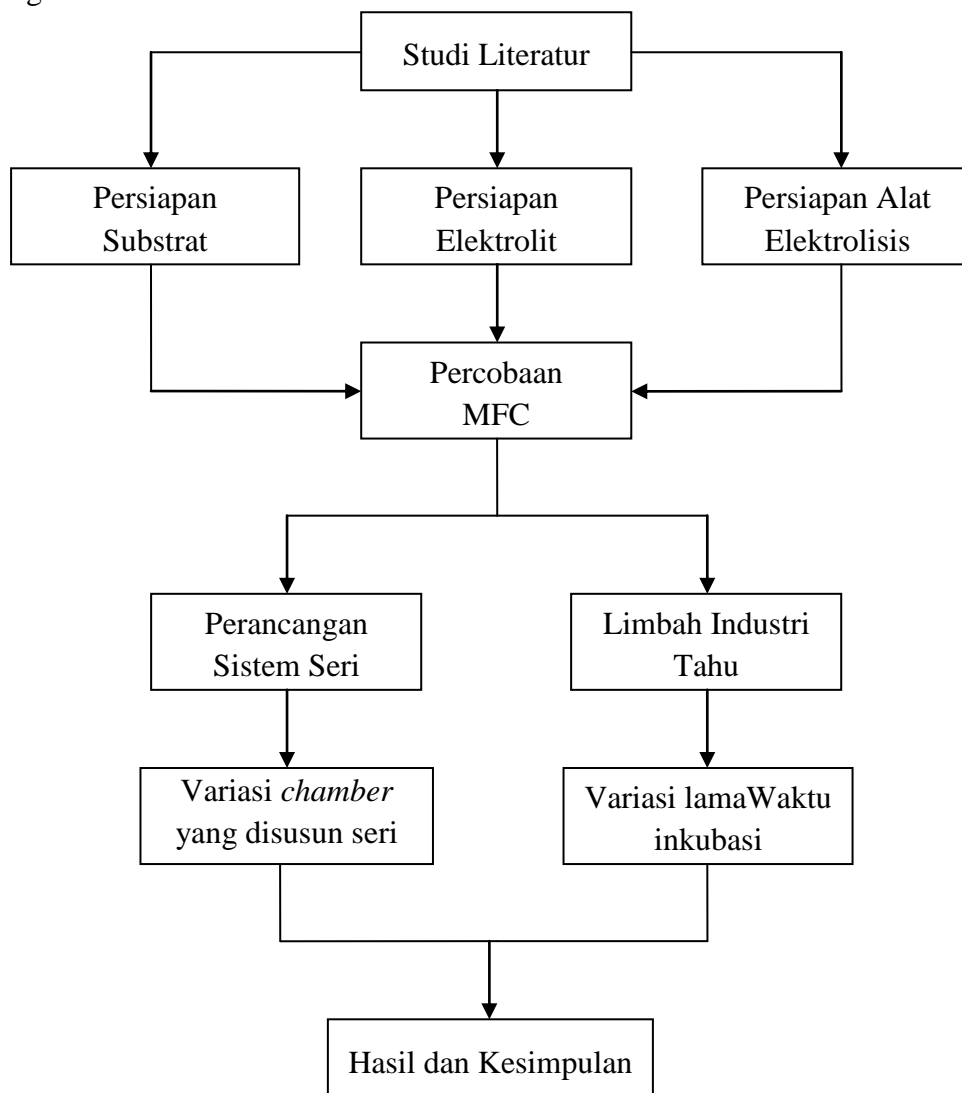 Studi Literatur
Persiapan
Substrat
Persiapan
Elektrolit
Persiapan Alat
Elektrolisis
Percobaan
MFC
Perancangan
Sistem Seri
Limbah Industri
Tahu
Variasi chamber
yang disusun seri
Variasi lamaWaktu
inkubasi
Hasil dan Kesimpulan